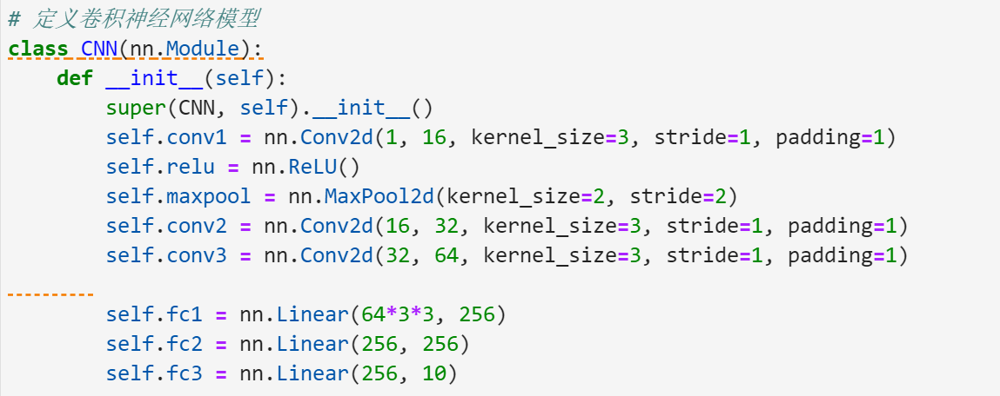 # 定义卷积神经网络模型
class CNN(nn.Module):
    def __init__(self):
        super(CNN, self).__init__()
        self.conv1 = nn.Conv2d(1, 16, kernel_size=3, stride=1, padding=1)
        self.relu = nn.ReLU()
        self.maxpool = nn.MaxPool2d(kernel_size=2, stride=2)
        self.conv2 = nn.Conv2d(16, 32, kernel_size=3, stride=1, padding=1)
        self.conv3 = nn.Conv2d(32, 64, kernel_size=3, stride=1, padding=1)
        self.fc1 = nn.Linear(64*3*3, 256)
        self.fc2 = nn.Linear(256, 256)
        self.fc3 = nn.Linear(256, 10)